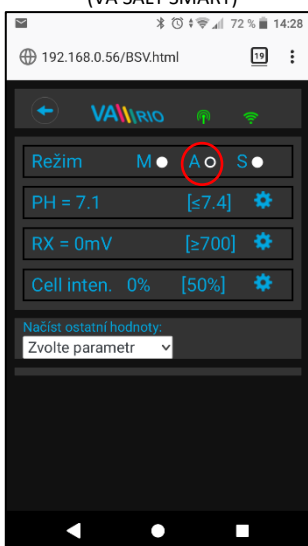 (VA SALT SMART)
72 % 14:28
192.168.0.56/BSV.html 19
VA RIO
Režim M A S
PH = 7.1 [≤7.4]
RX = 0mV [≥700]
Cell inten. 0% [50%]
Načíst ostatní hodnoty:
Zvolte parametr